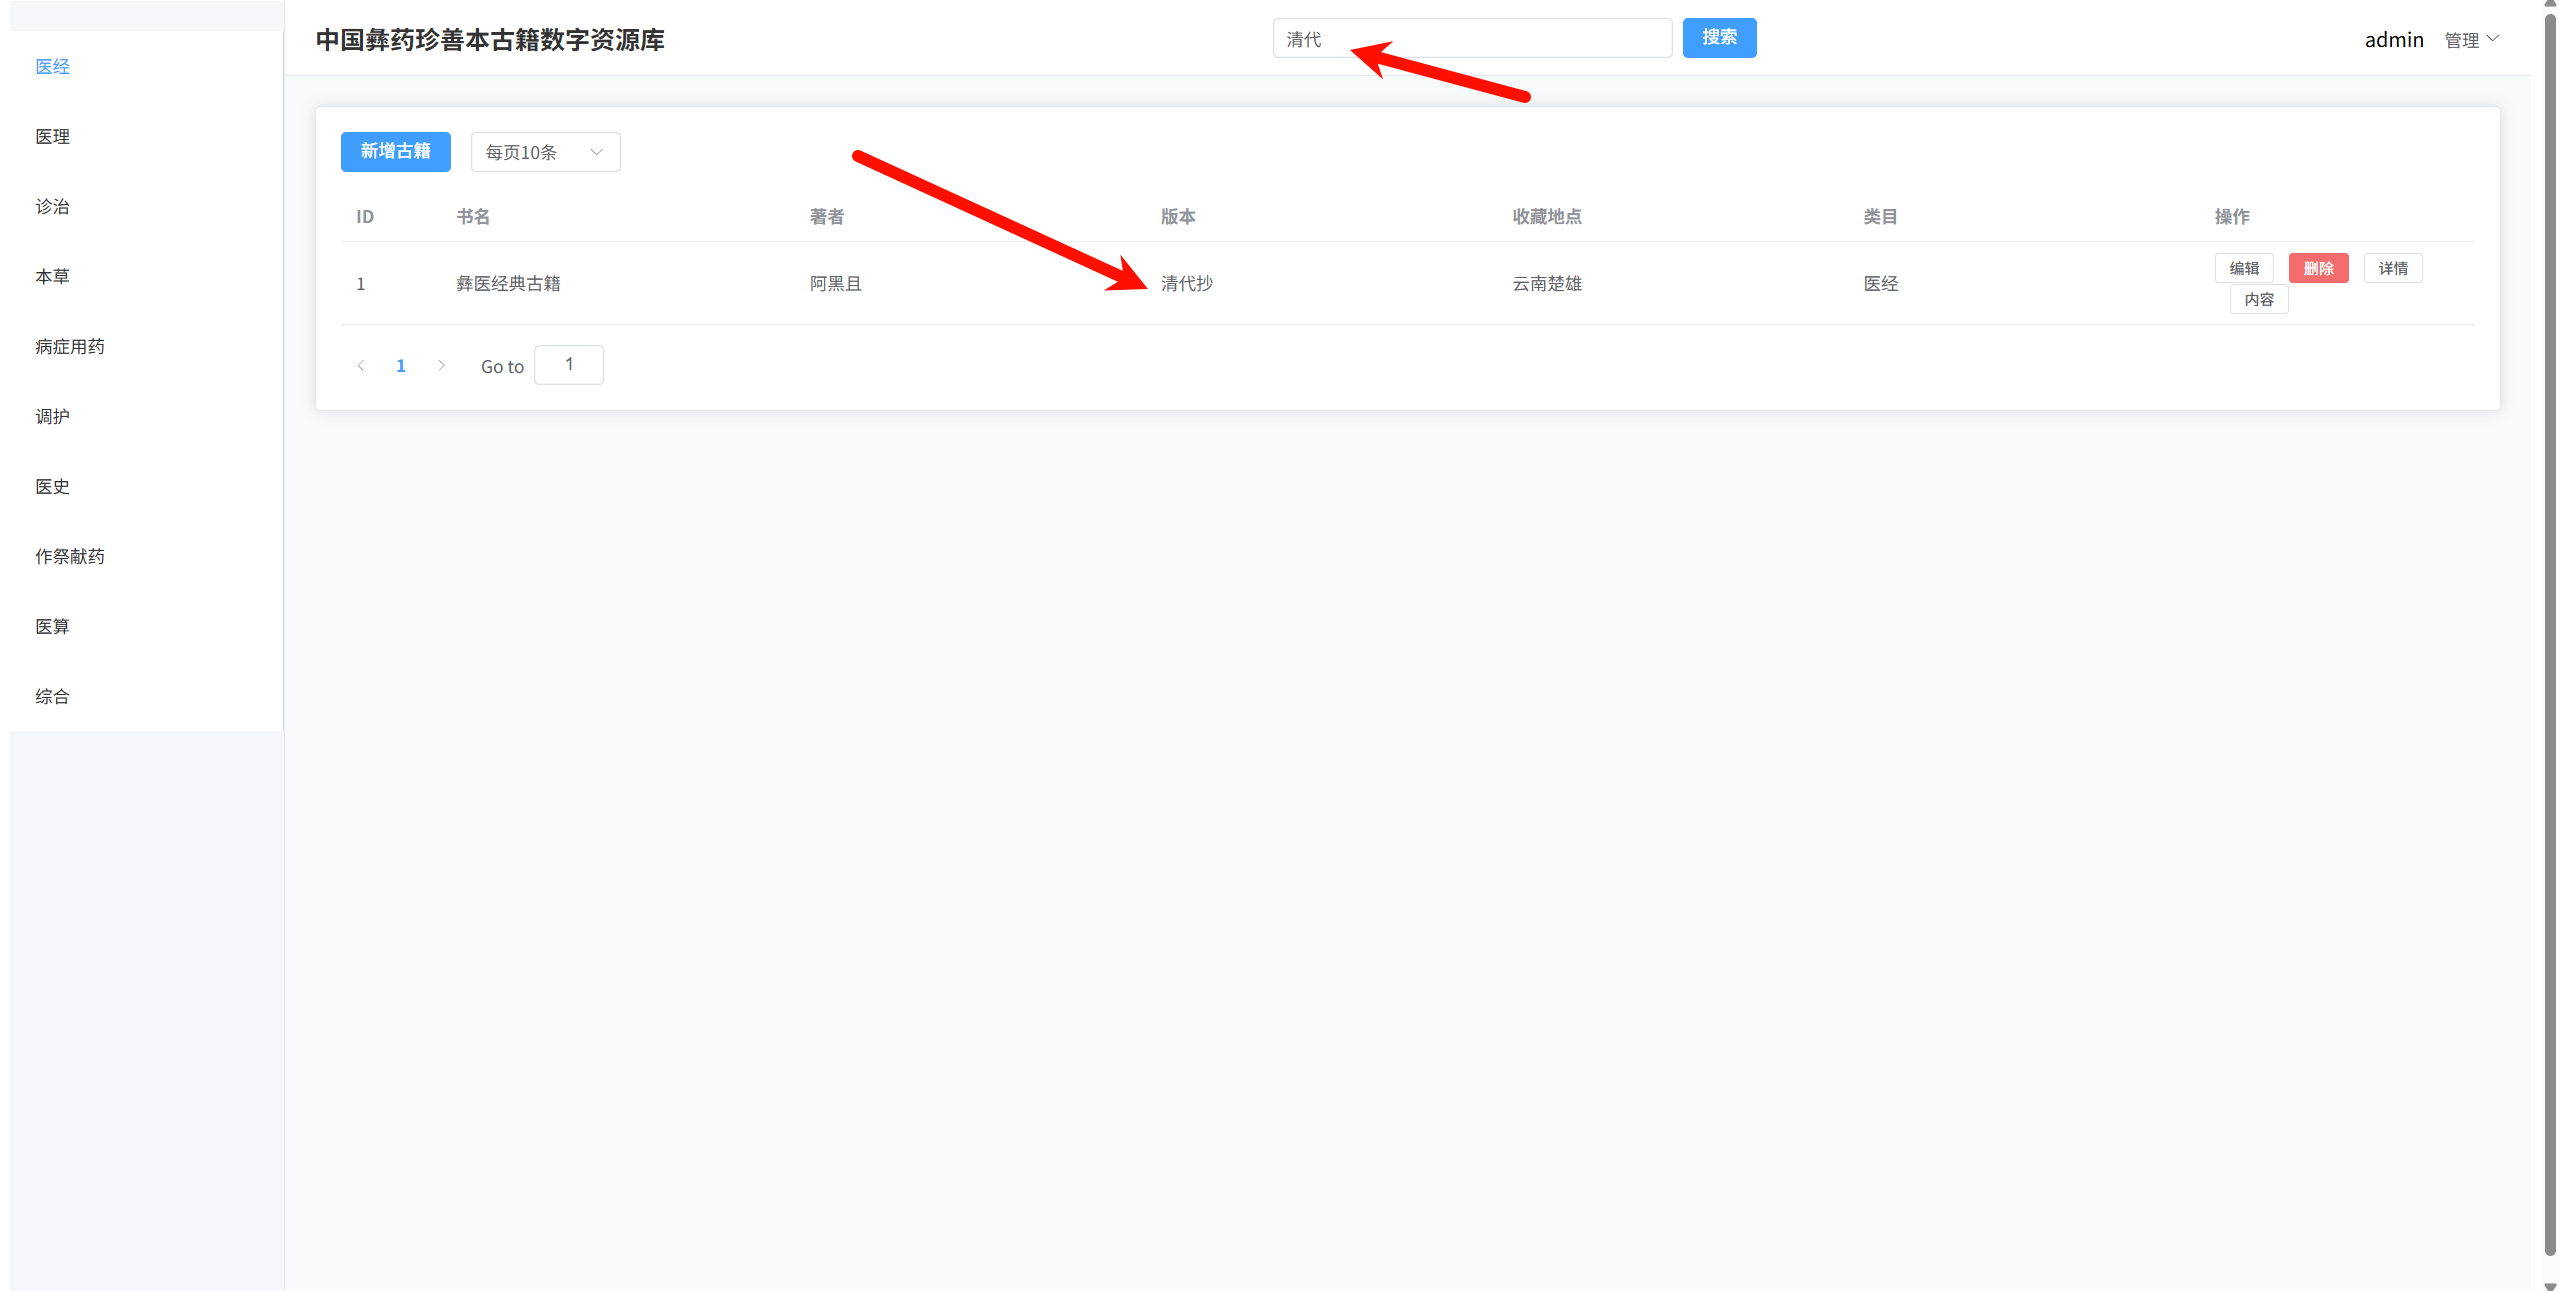 中国彝药珍善本古籍数字资源库
清代
搜索
admin 管理
医经
医理
诊治
本草
病症用药
调护
医史
作祭献药
医算
综合
新增古籍 每页10条
ID 书名 著者 版本 收藏地点 类目 操作
1 彝医经典古籍 阿黑且 清代抄 云南楚雄 医经 编辑 删除 详情
内容
1 Go to 1